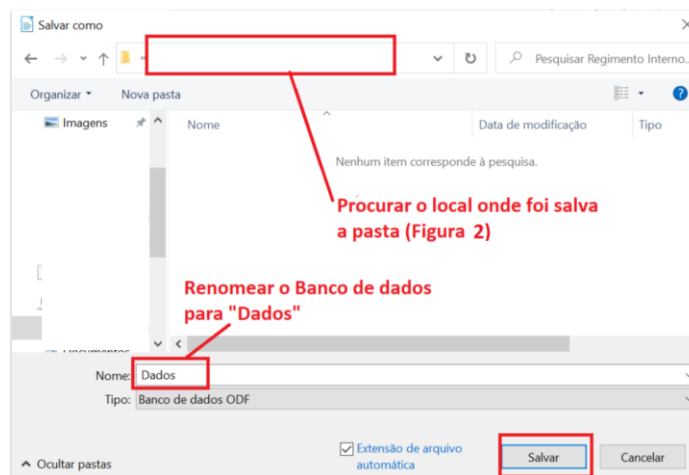 Salvar como
Pesquisar Regimento Interno...
Organizar
Nova pasta
Imagens
Nome
Data de modificação
Tipo
Nenhum item corresponde à pesquisa.
Procurar o local onde foi salva
a pasta (Figura 2)
Renomear o Banco de dados
para "Dados"
Documentos
Nome: Dados
Tipo: Banco de dados ODF
Ocultar pastas
Extensão de arquivo
automática
Salvar
Cancelar